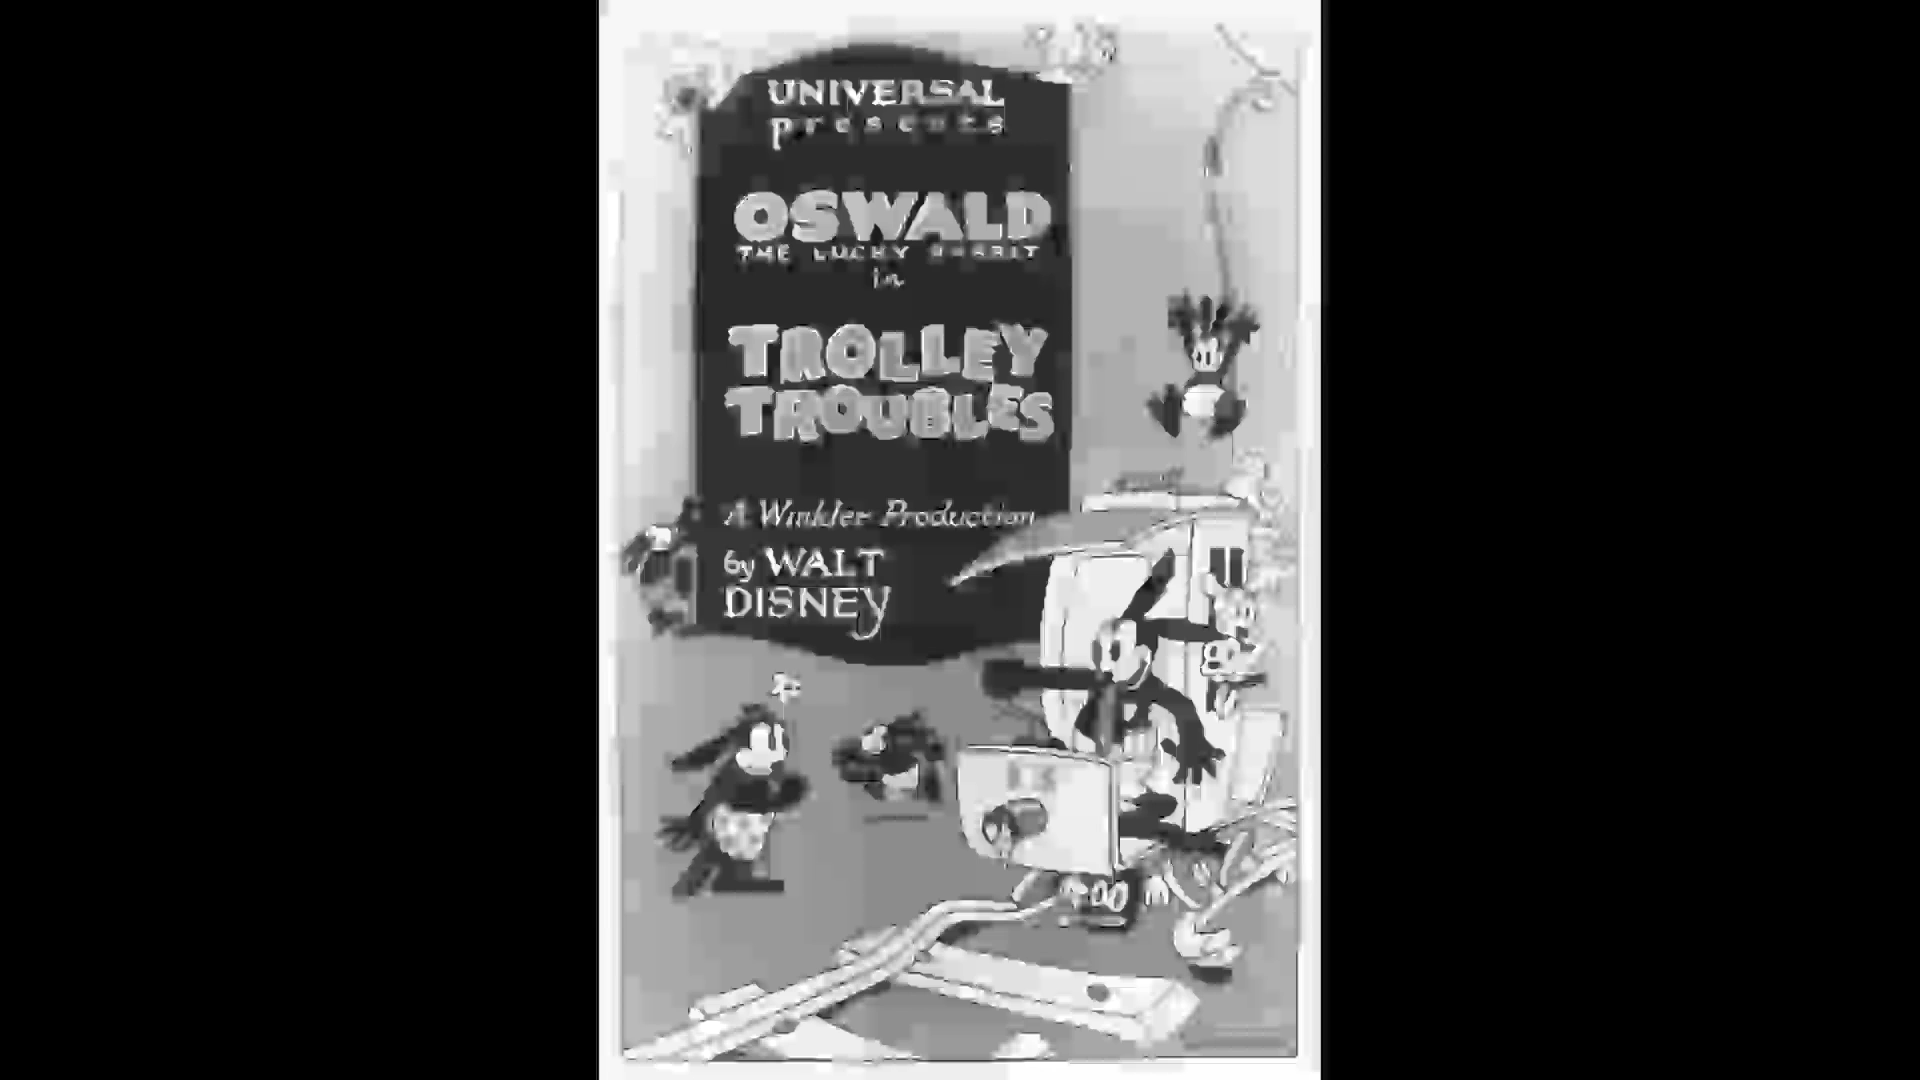 UNIVERSAL
presents
OSWALD
THE LUCKY RABBIT
in
TROLLEY
TROUBLES
A Winkler Production
by WALT
DISNEY